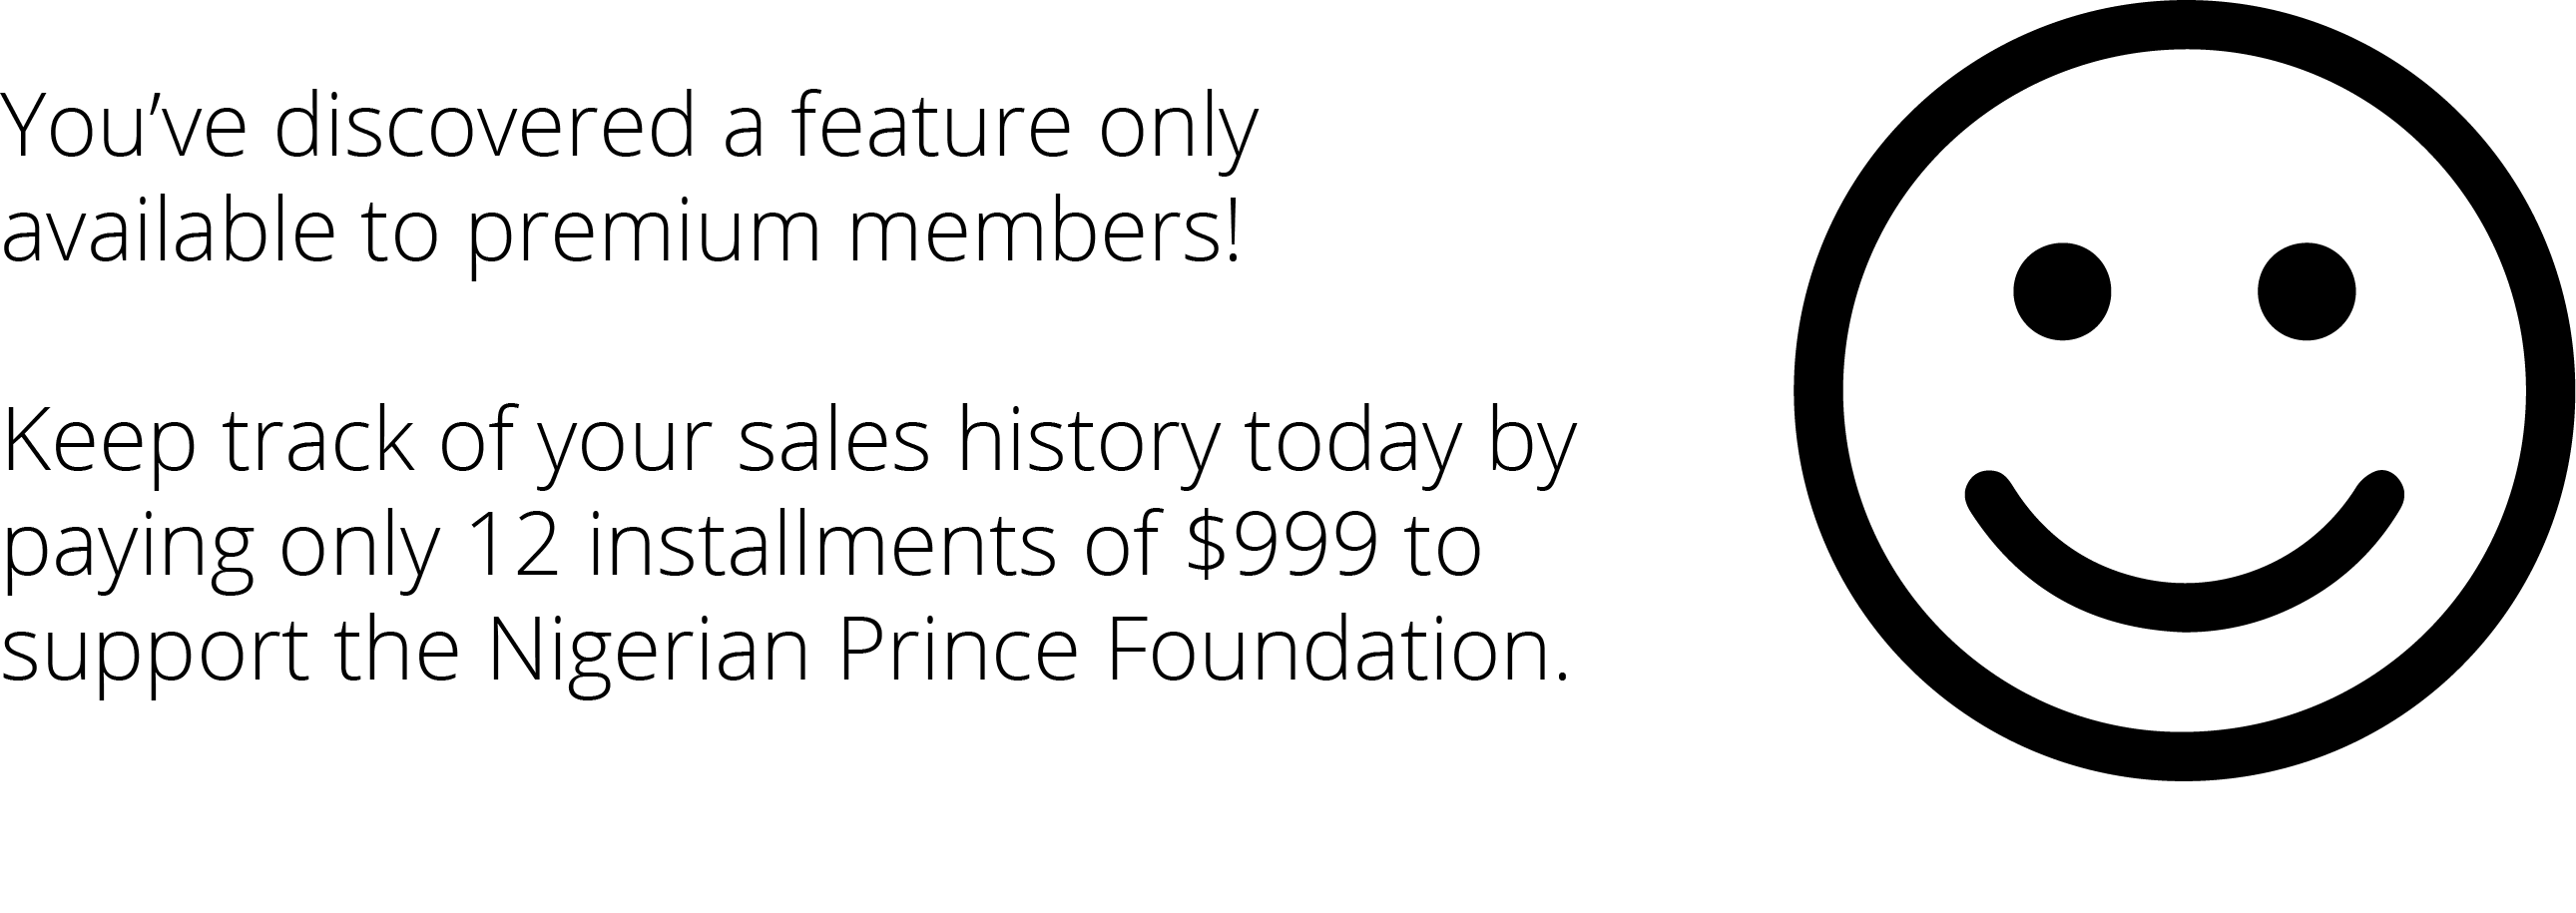 You’ve discovered a feature only
available to premium members!
Keep track of your sales history today by
paying only 12 installments of $999 to
support the Nigerian Prince Foundation.